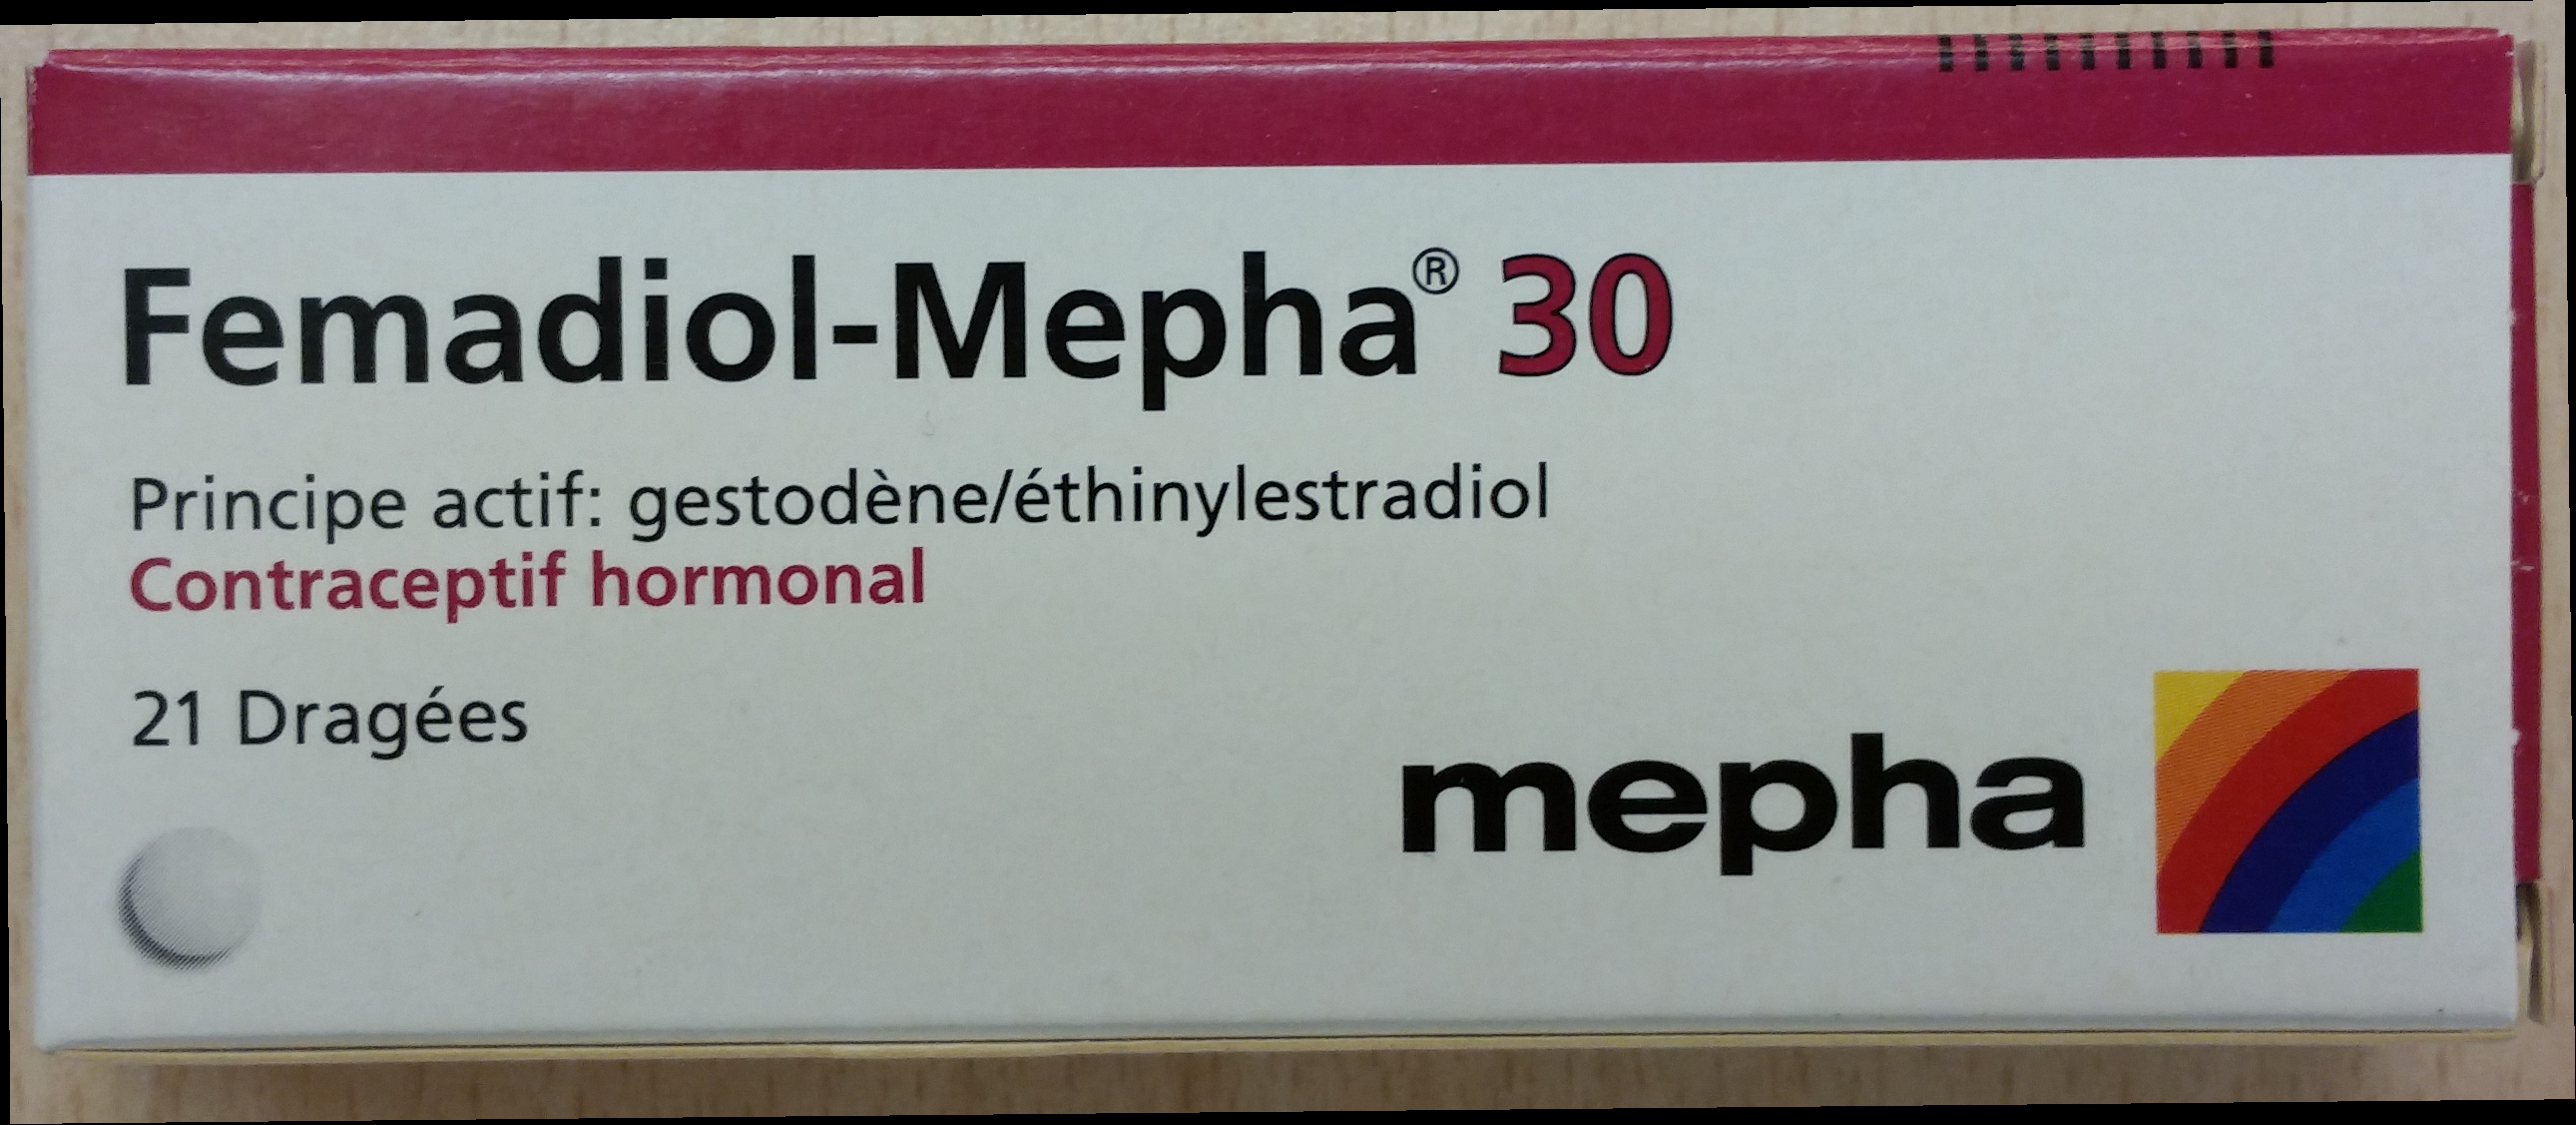 Femadiol-Mepha® 30
Principe actif: gestodène/éthinylestradiol
Contraceptif hormonal
21 Dragées
mepha